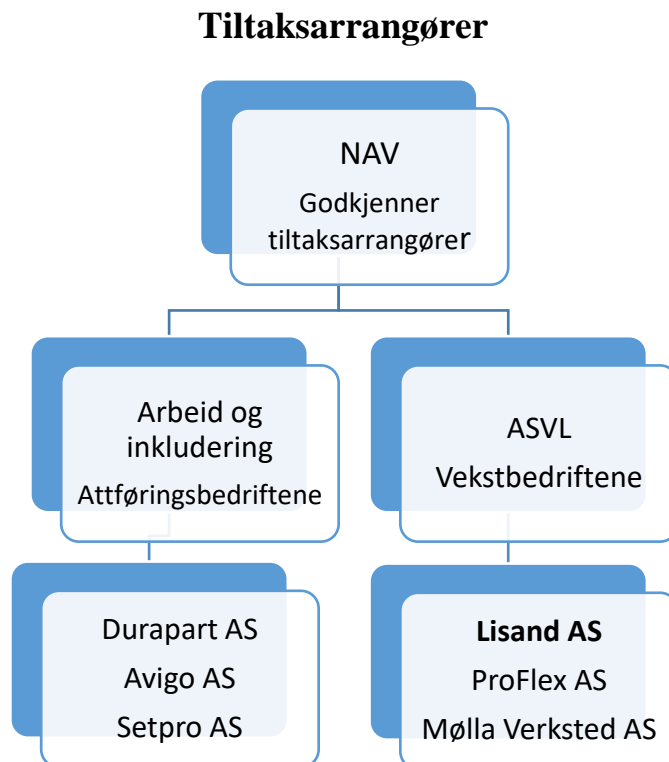 Tiltaksarrangører
NAV
Godkjenner
tiltaksarrangører
Arbeid og
inkludering
Attføringsbedriftene
ASVL
Vekstbedriftene
Durapart AS
Avigo AS
Setpro AS
Lisand AS
ProFlex AS
Mølla Verksted AS